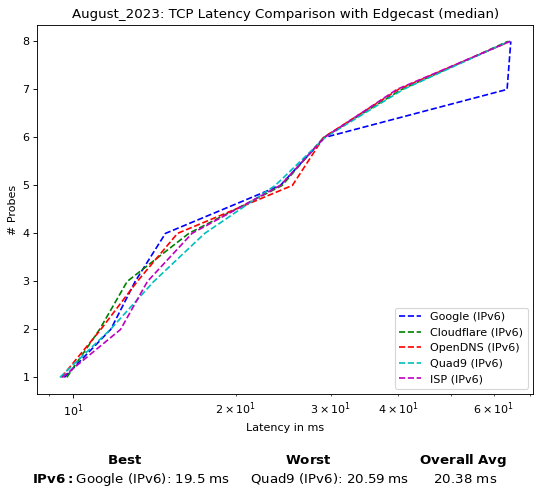 August_2023: TCP Latency Comparison with Edgecast (median)
# Probes
8
7
6
5
4
3
2
1
Google (IPv6)
Cloudflare (IPv6)
OpenDNS (IPv6)
Quad9 (IPv6)
ISP (IPv6)
10¹ 2 × 10¹ 3 × 10¹ 4 × 10¹ 6 × 10¹
Latency in ms
Best Worst Overall Avg
IPv6: Google (IPv6): 19.5 ms Quad9 (IPv6): 20.59 ms 20.38 ms